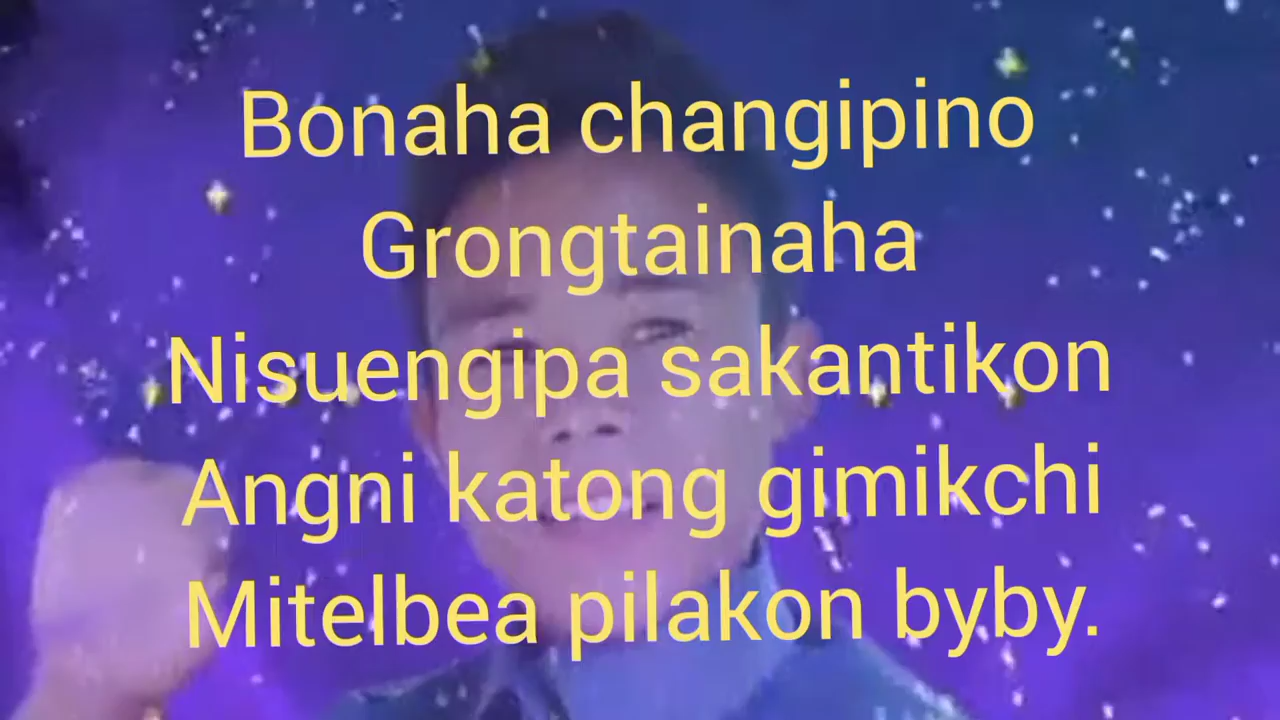 Bonaha changipino
Grongtainaha
Nisuengipa sakantikon
Angni katong gimikchi
Mitelbea pilakon byby.